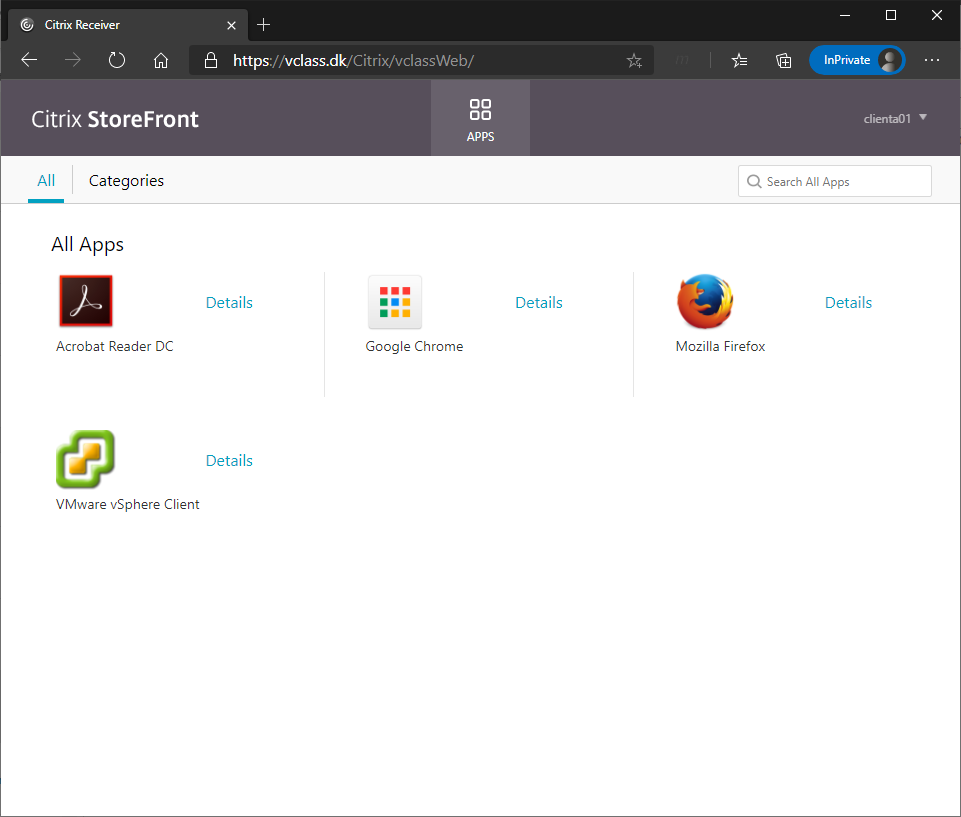 Citrix Receiver
https://vclass.dk/Citrix/vclassWeb/
InPrivate
Citrix StoreFront
APPS
clienta01
All
Categories
Search All Apps
All Apps
Details
Details
Details
Acrobat Reader DC
Google Chrome
Mozilla Firefox
Details
VMware vSphere Client